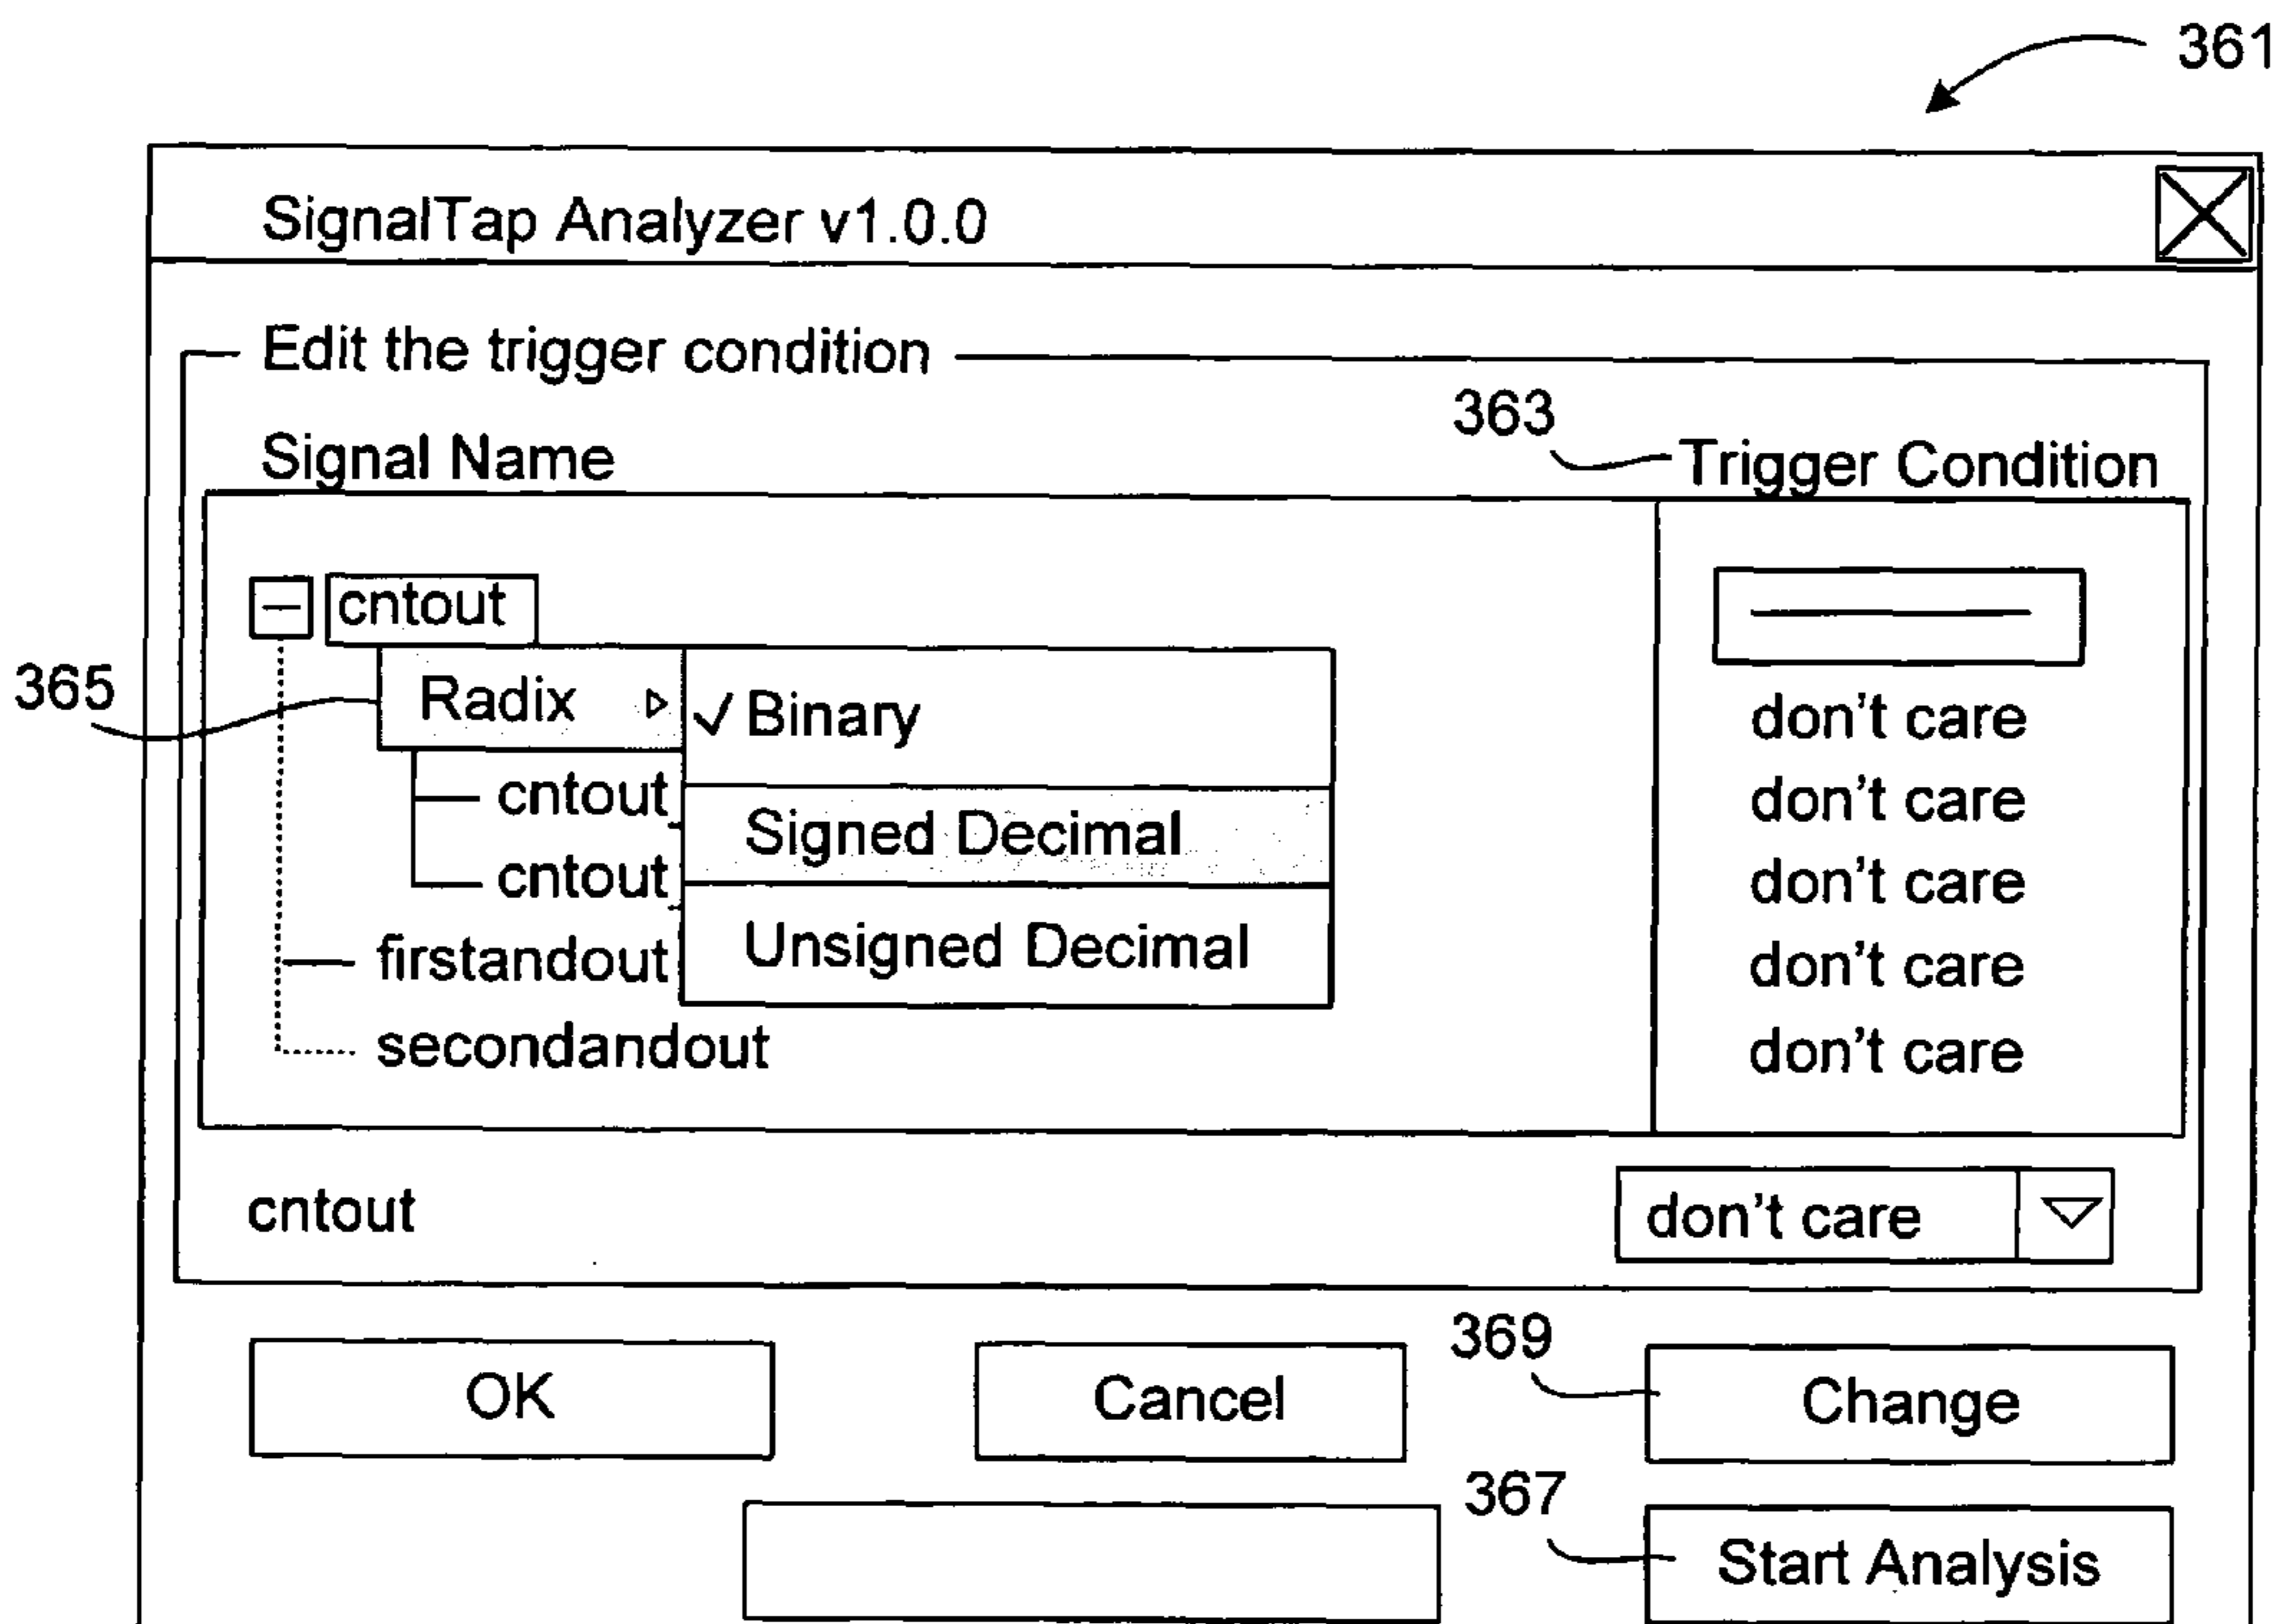 361
SignalTap Analyzer v1.0.0
Edit the trigger condition
363
Signal Name
Trigger Condition
cntout
365
Radix
Binary
don't care
cntout
don't care
Signed Decimal
cntout
don't care
Unsigned Decimal
firstandout
don't care
secondandout
don't care
cntout
don't care
369
OK
Cancel
Change
367
Start Analysis